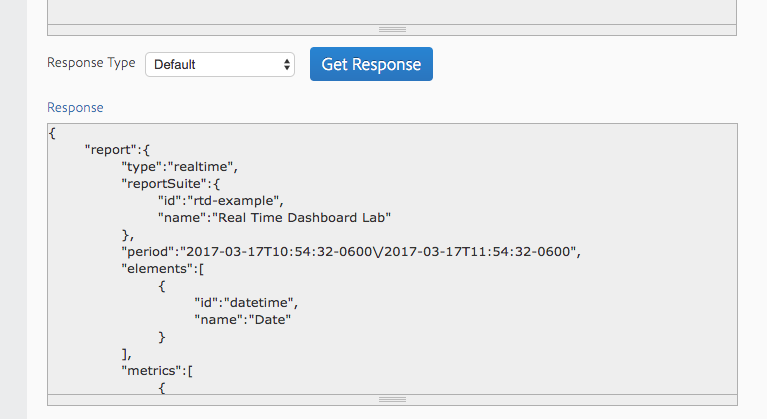 Response Type Default Get Response
Response
{
"report":{
"type":"realtime",
"reportSuite":{
"id":"rtd-example",
"name":"Real Time Dashboard Lab"
},
"period":"2017-03-17T10:54:32-0600\/2017-03-17T11:54:32-0600",
"elements":[
{
"id":"datetime",
"name":"Date"
}
],
"metrics":[
{